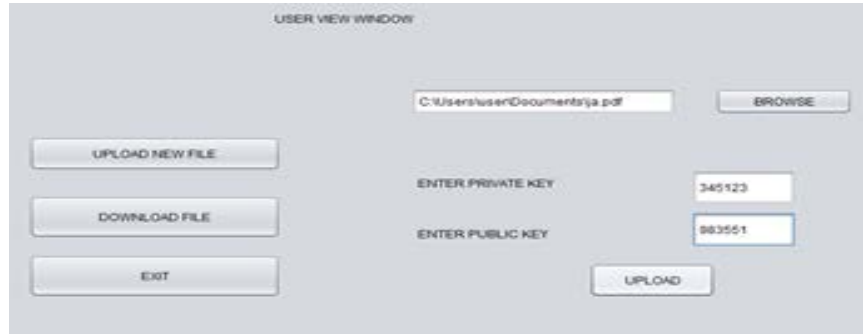 USER VIEW WINDOW
C:\Users\user\Documents\ja.pdf
BROWSE
UPLOAD NEW FILE
ENTER PRIVATE KEY
345123
DOWNLOAD FILE
ENTER PUBLIC KEY
983551
EXIT
UPLOAD